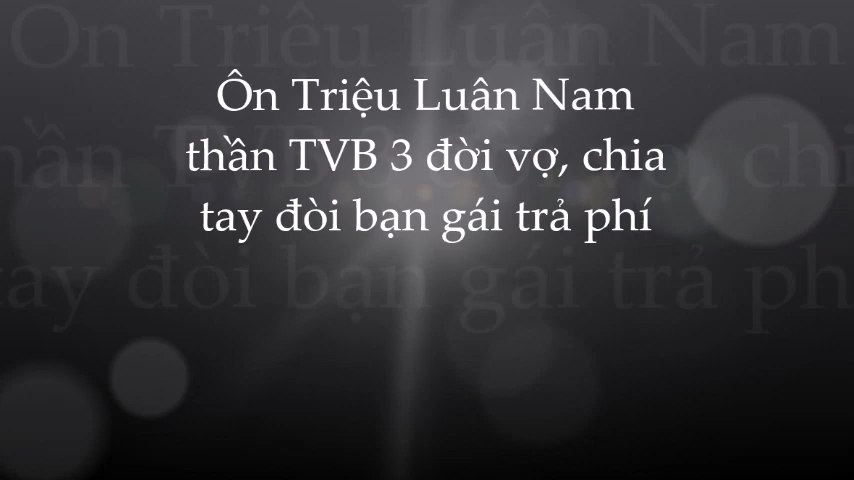 Ôn Triệu Luân Nam
thần TVB 3 đời vợ, chia
tay đòi bạn gái trả phí